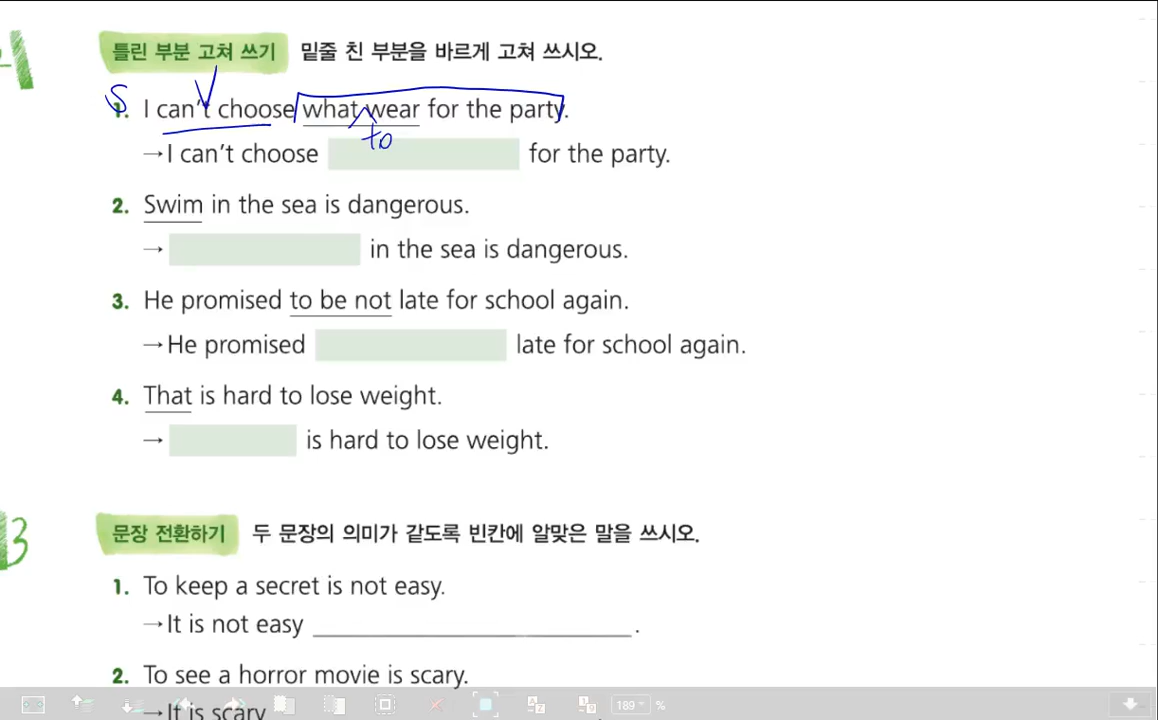 틀린 부분 고쳐 쓰기 밑줄 친 부분을 바르게 고쳐 쓰시오.
S V
1. I can't choose what wear for the party.
to
→ I can't choose for the party.
2. Swim in the sea is dangerous.
→ in the sea is dangerous.
3. He promised to be not late for school again.
→ He promised late for school again.
4. That is hard to lose weight.
→ is hard to lose weight.
B 문장 전환하기 두 문장의 의미가 같도록 빈칸에 알맞은 말을 쓰시오.
1. To keep a secret is not easy.
→ It is not easy ______________________.
2. To see a horror movie is scary.
→ It is scary
189 %